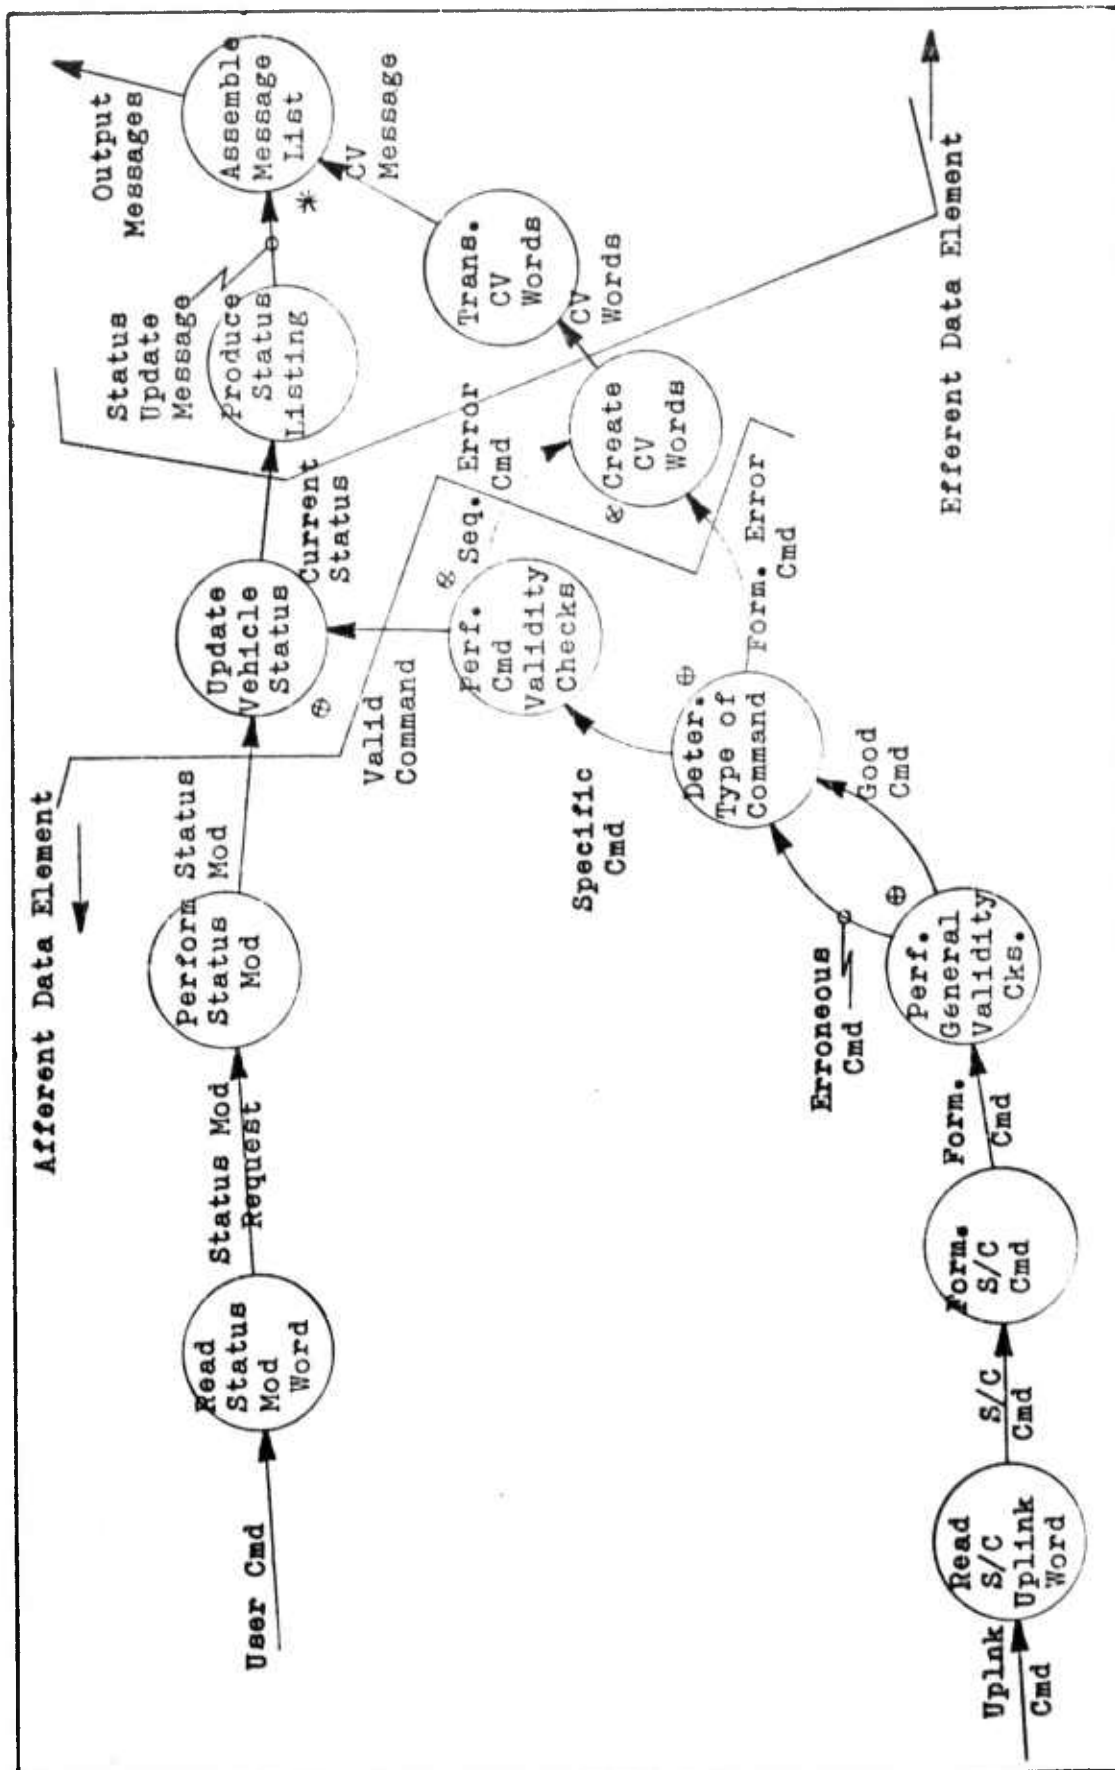 Afferent Data Element
User Cmd
Read
Status
Mod
Word
Status Mod
Request
Perform
Status
Mod
Perform Status
Status Mod
Mod
Update
Vehicle
Status
Current
Status
Status
Update
Message
Produce
Status
Listing
Output
Messages
Assemble
Message
List
*
CV
Message
Trans.
CV
Words
CV
Words
Create
CV
Words
Seq. Error
Cmd
Valid
Command
Perf.
Cmd
Validity
Checks
Form. Error
Cmd
Specific
Cmd
Deter.
Type of
Command
Good
Cmd
Erroneous
Cmd
Perf.
General
Validity
Cks.
Form.
Cmd
Form.
S/C
Cmd
S/C
Cmd
Read
S/C
Uplink
Word
Uplnk
Cmd
Efferent Data Element